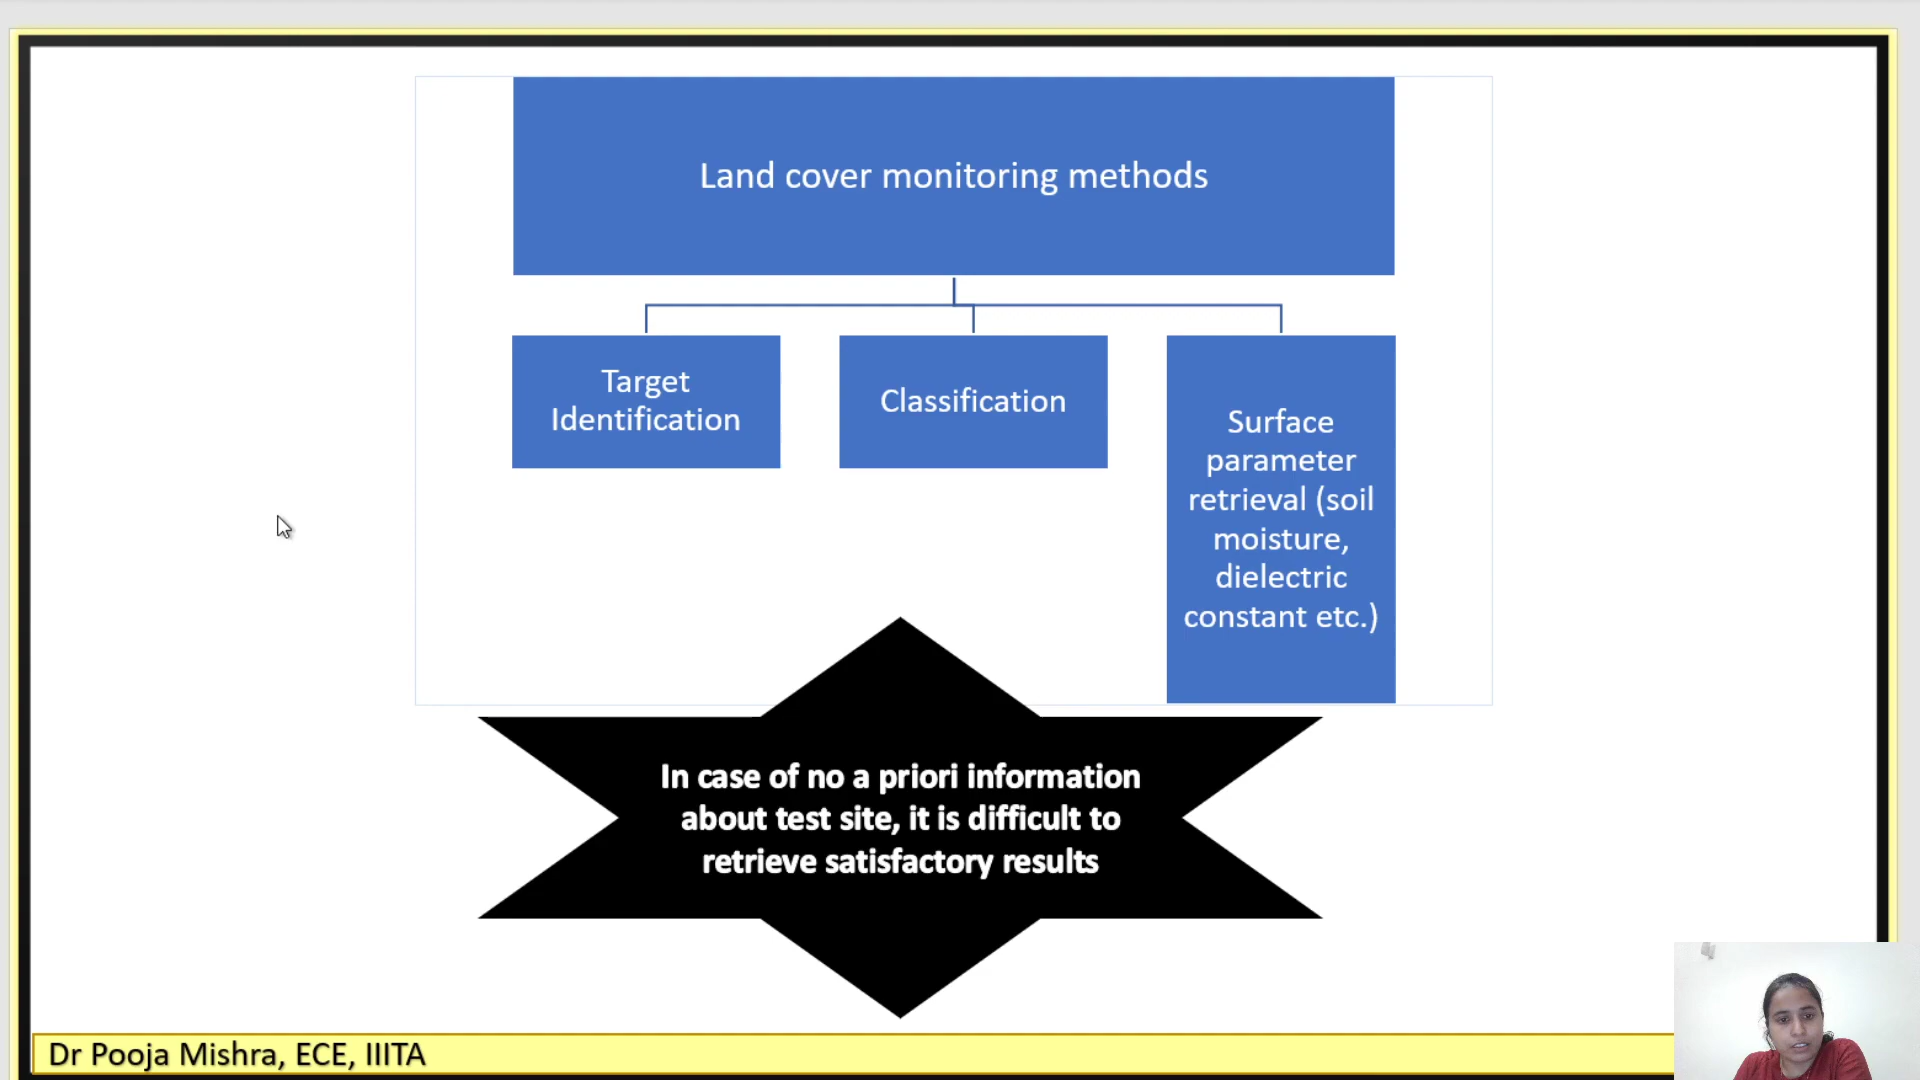 Land cover monitoring methods
Target
Identification
Classification
Surface
parameter
retrieval (soil
moisture,
dielectric
constant etc.)
In case of no a priori information
about test site, it is difficult to
retrieve satisfactory results
Dr Pooja Mishra, ECE, IIITA